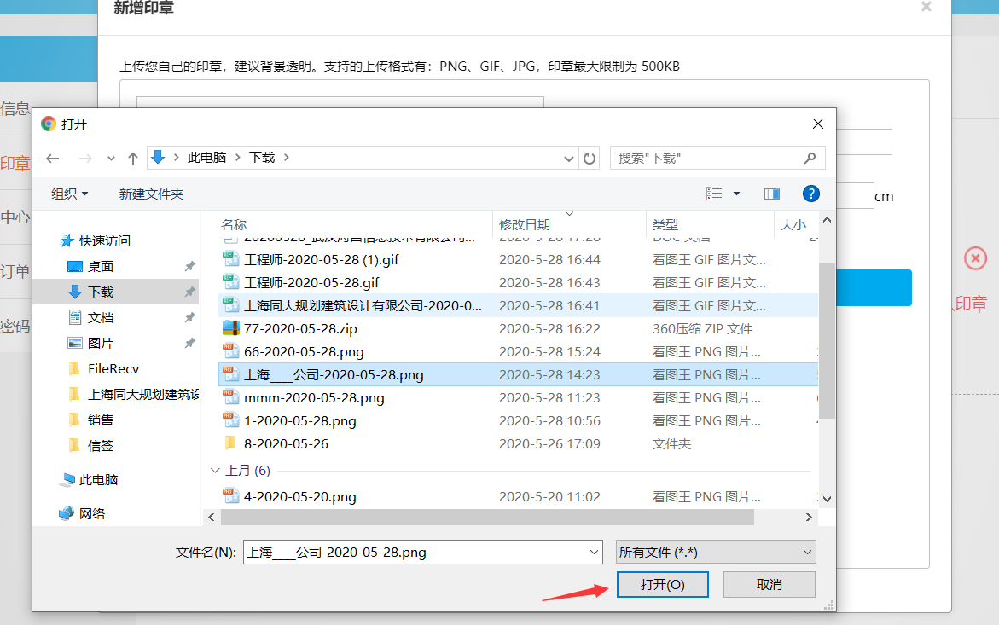 新增印章
上传您自己的印章，建议背景透明。支持的上传格式有：PNG、GIF、JPG，印章最大限制为 500KB
信息
印章
中心
订单
密码
cm
印章
打开
此电脑 > 下载 >
搜索"下载"
组织
新建文件夹
名称 修改日期 类型 大小
快速访问
桌面
下载
文档
图片
FileRecv
上海同大规划建筑设
销售
信签
此电脑
网络
工程师-2020-05-28 (1).gif 2020-5-28 16:44 看图王 GIF 图片文...
工程师-2020-05-28.gif 2020-5-28 16:43 看图王 GIF 图片文...
上海同大规划建筑设计有限公司-2020-0... 2020-5-28 16:41 看图王 GIF 图片文...
77-2020-05-28.zip 2020-5-28 16:22 360压缩 ZIP 文件
66-2020-05-28.png 2020-5-28 15:24 看图王 PNG 图片...
上海____公司-2020-05-28.png 2020-5-28 14:23 看图王 PNG 图片...
mmm-2020-05-28.png 2020-5-28 11:23 看图王 PNG 图片...
1-2020-05-28.png 2020-5-28 10:56 看图王 PNG 图片...
8-2020-05-26 2020-5-26 17:09 文件夹
上月 (6)
4-2020-05-20.png 2020-5-20 11:02 看图王 PNG 图片...
文件名(N): 上海____公司-2020-05-28.png 所有文件 (*.*)
打开(O) 取消